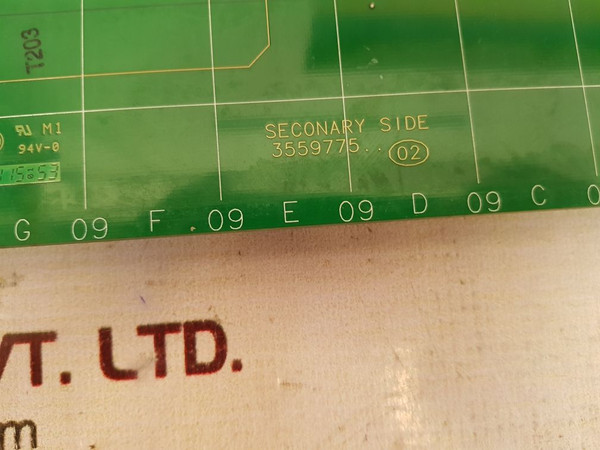 T203
SECONARY SIDE
3559775.. 02
M1
94V-0
G 09 F 09 E 09 D 09 C
VT. LTD.
m